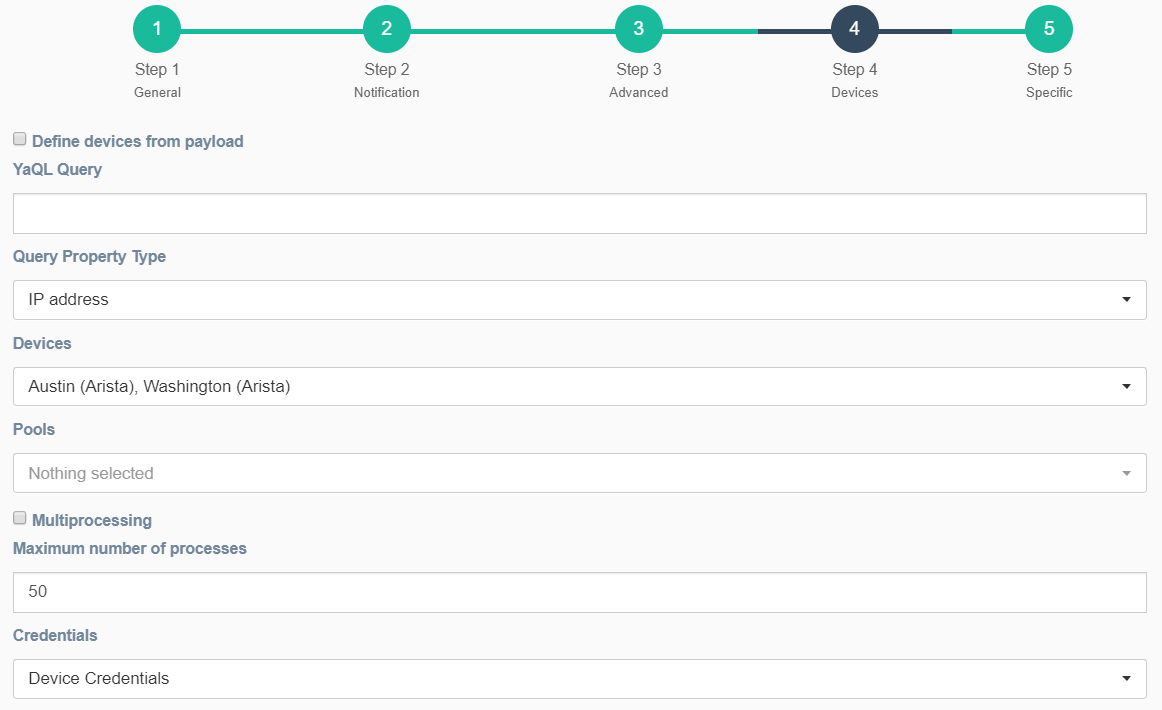 1 2 3 4 5
Step 1 Step 2 Step 3 Step 4 Step 5
General Notification Advanced Devices Specific
Define devices from payload
YaQL Query
Query Property Type
IP address
Devices
Austin (Arista), Washington (Arista)
Pools
Nothing selected
Multiprocessing
Maximum number of processes
50
Credentials
Device Credentials